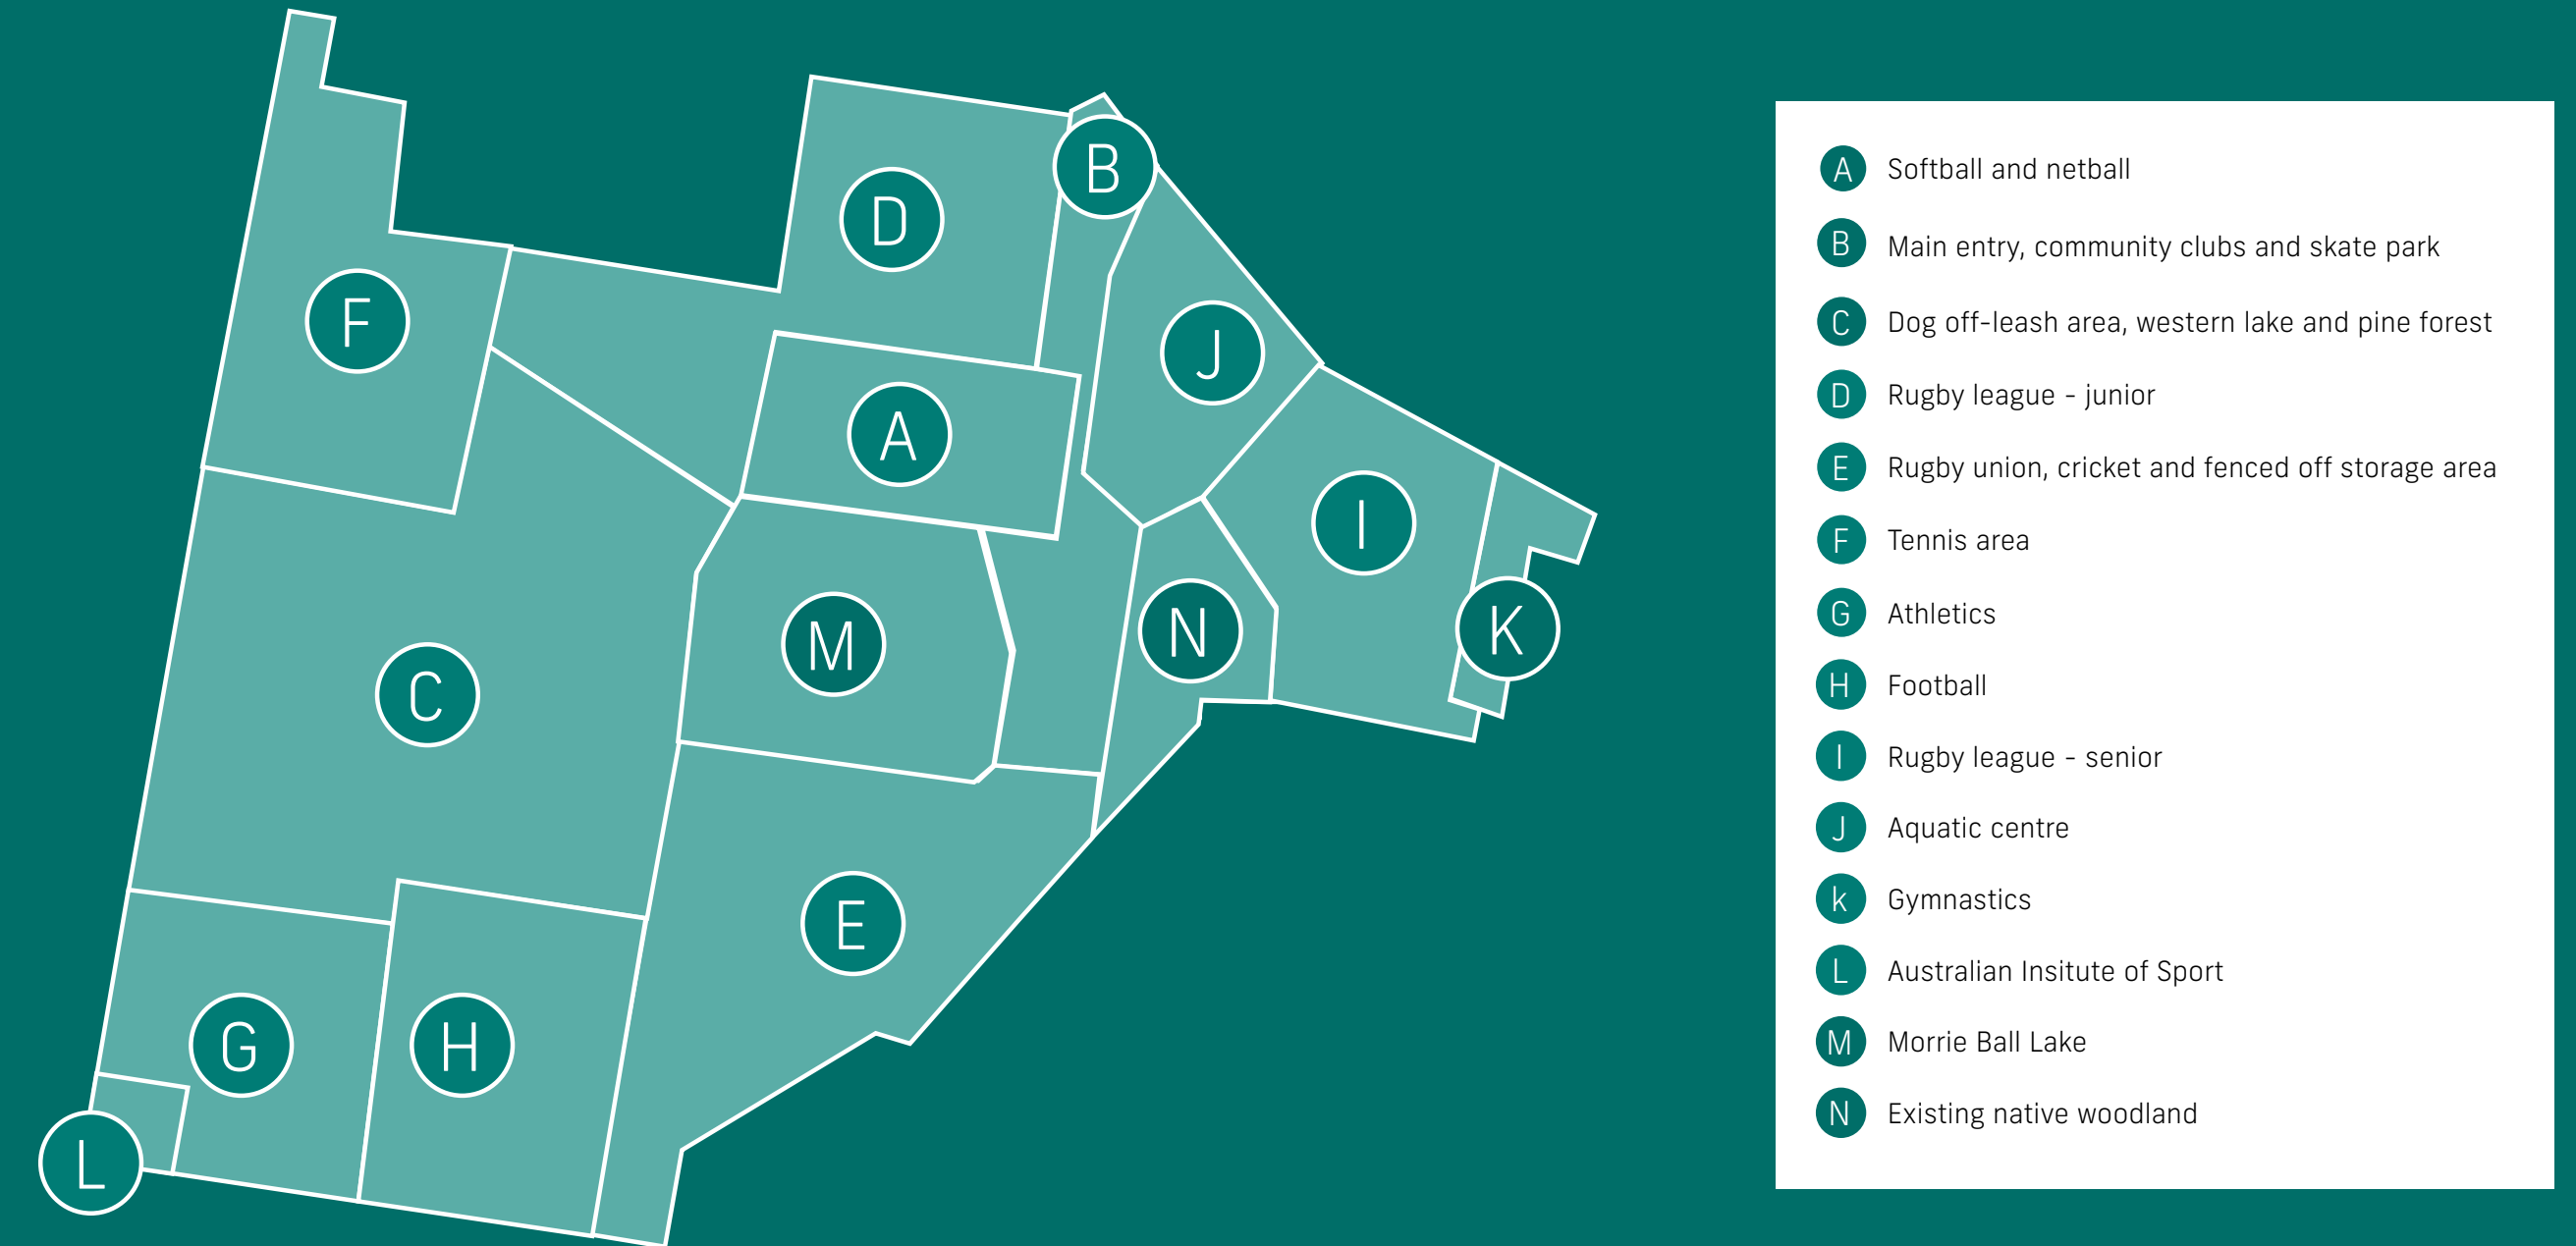 B
D
F
J
A
I
N
K
M
C
E
G
H
L
A Softball and netball
B Main entry, community clubs and skate park
C Dog off-leash area, western lake and pine forest
D Rugby league - junior
E Rugby union, cricket and fenced off storage area
F Tennis area
G Athletics
H Football
I Rugby league - senior
J Aquatic centre
k Gymnastics
L Australian Insitute of Sport
M Morrie Ball Lake
N Existing native woodland